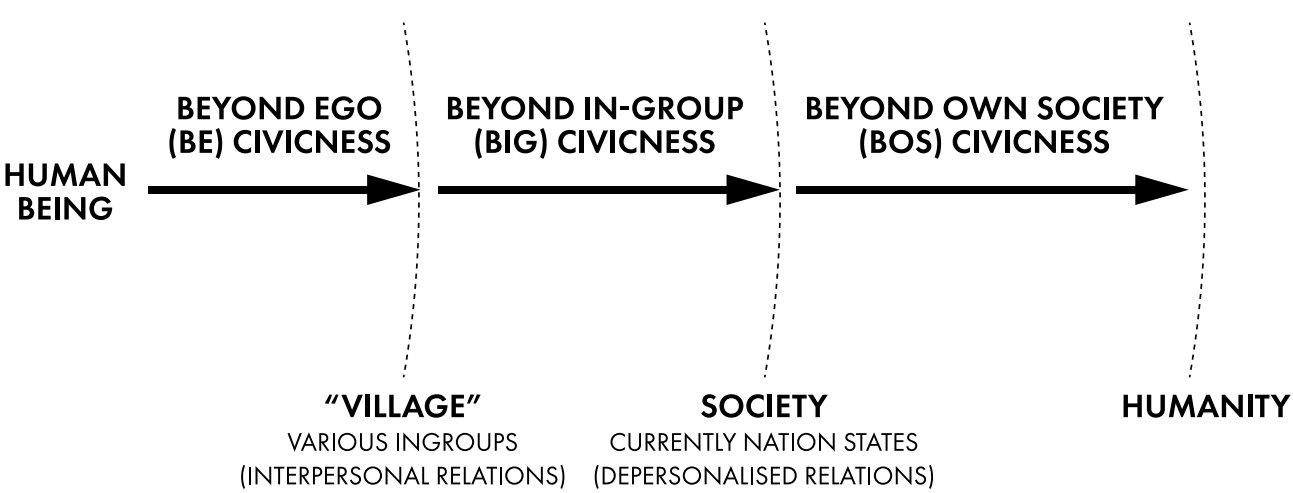 BEYOND EGO
(BE) CIVICNESS
BEYOND IN-GROUP
(BIG) CIVICNESS
BEYOND OWN SOCIETY
(BOS) CIVICNESS
HUMAN
BEING
“VILLAGE”
VARIOUS INGROUPS
(INTERPERSONAL RELATIONS)
SOCIETY
CURRENTLY NATION STATES
(DEPERSONALISED RELATIONS)
HUMANITY